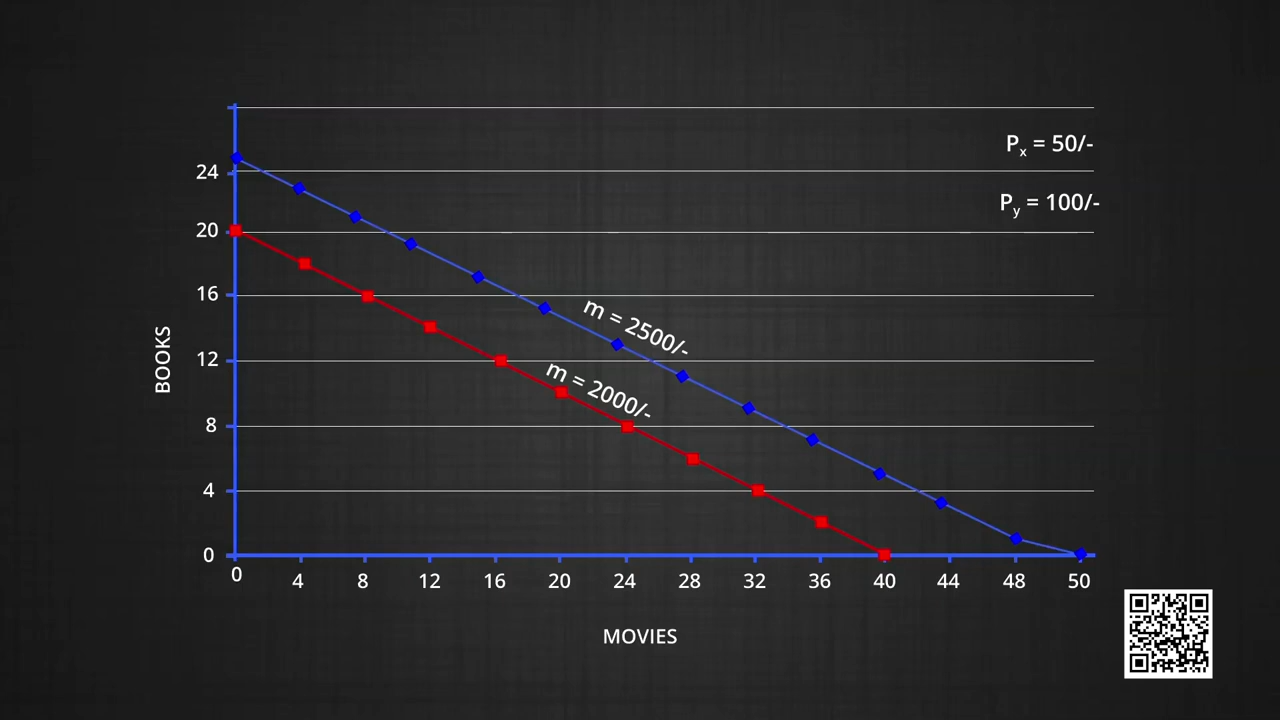 Px = 50/-
24
Py = 100/-
20
16
m = 2500/-
BOOKS
12
m = 2000/-
8
4
0
0 4 8 12 16 20 24 28 32 36 40 44 48 50
MOVIES